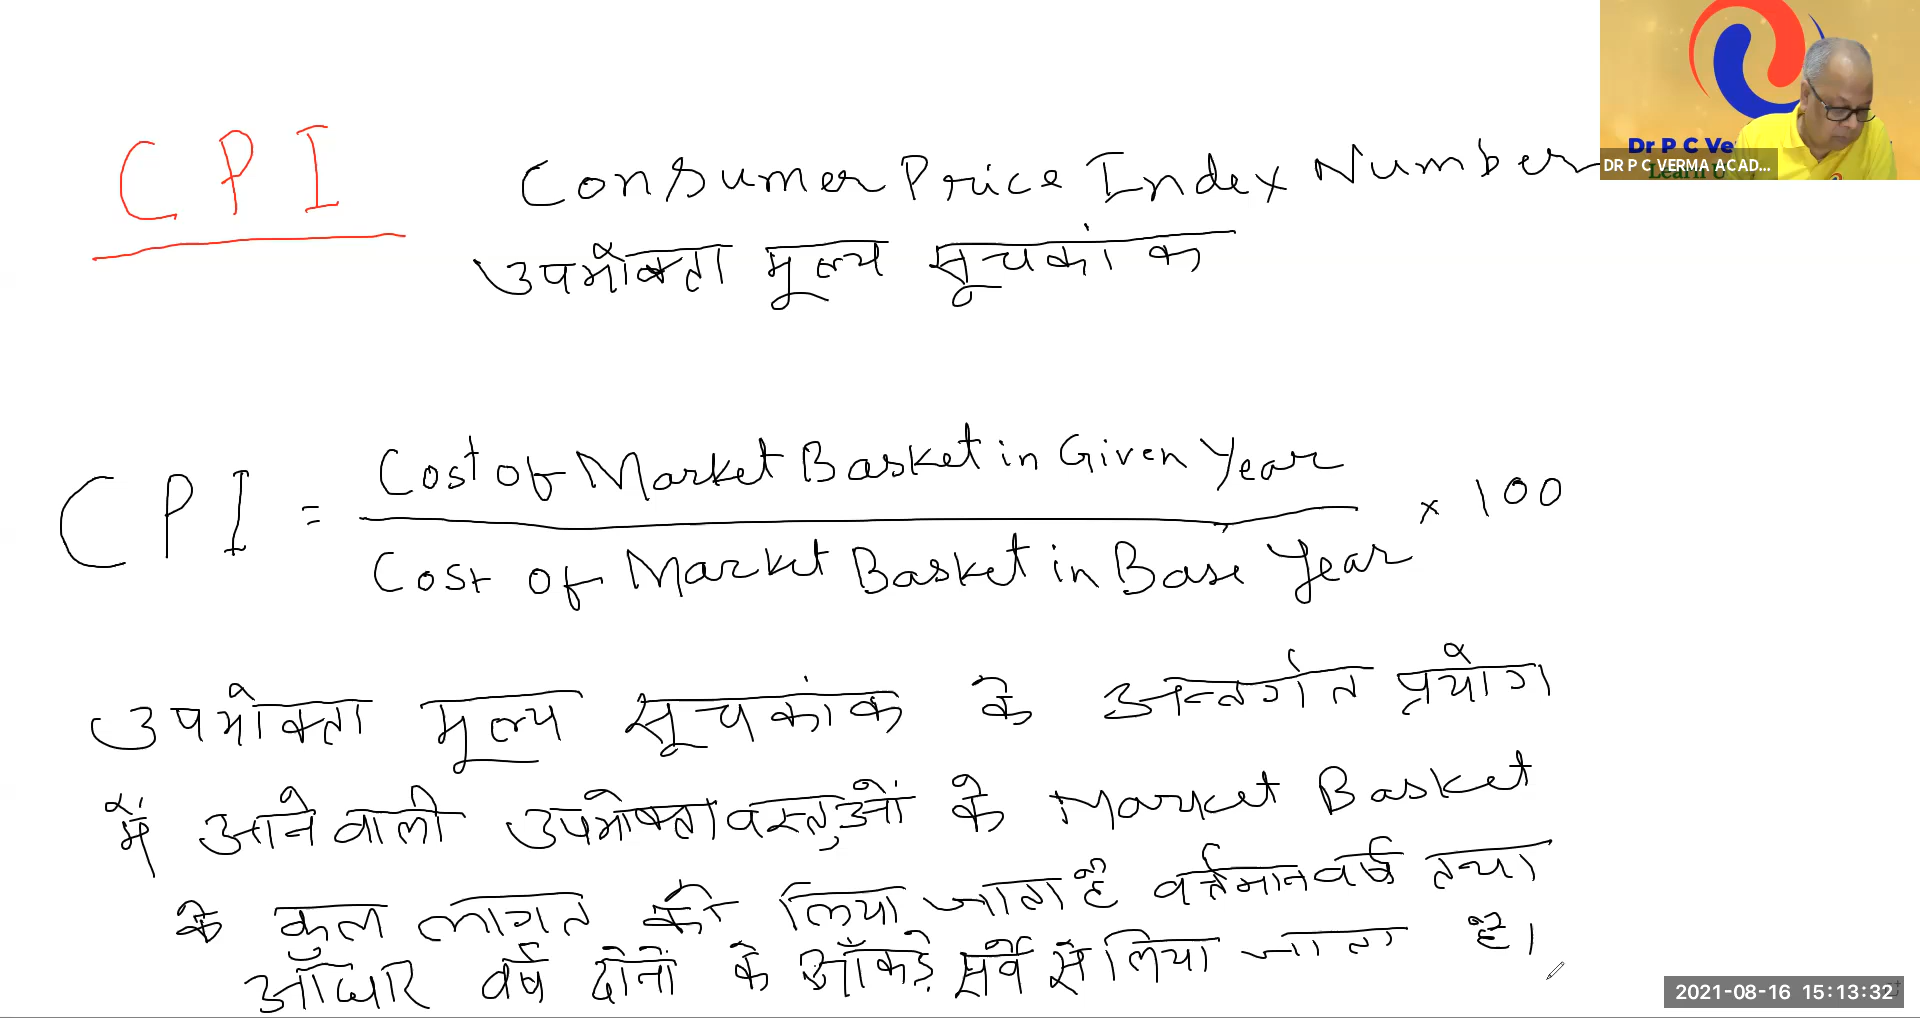 CPI Consumer Price Index Number
उपभोक्ता मूल्य सूचकांक
CPI = Cost of Market Basket in Given Year × 100
Cost of Market Basket in Base Year
उपभोक्ता मूल्य सूचकांक के अन्तर्गत प्रयोग
में आने वाली उपभोक्ता वस्तुओं के Market Basket
के कुल लागत को लिया जाता है वर्तमान वर्ष तथा
आधार वर्ष दोनों के आँकड़े सर्वे से लिया जाता है।
Dr P C Ve
DR P C VERMA ACAD...
Learn U
2021-08-16 15:13:32